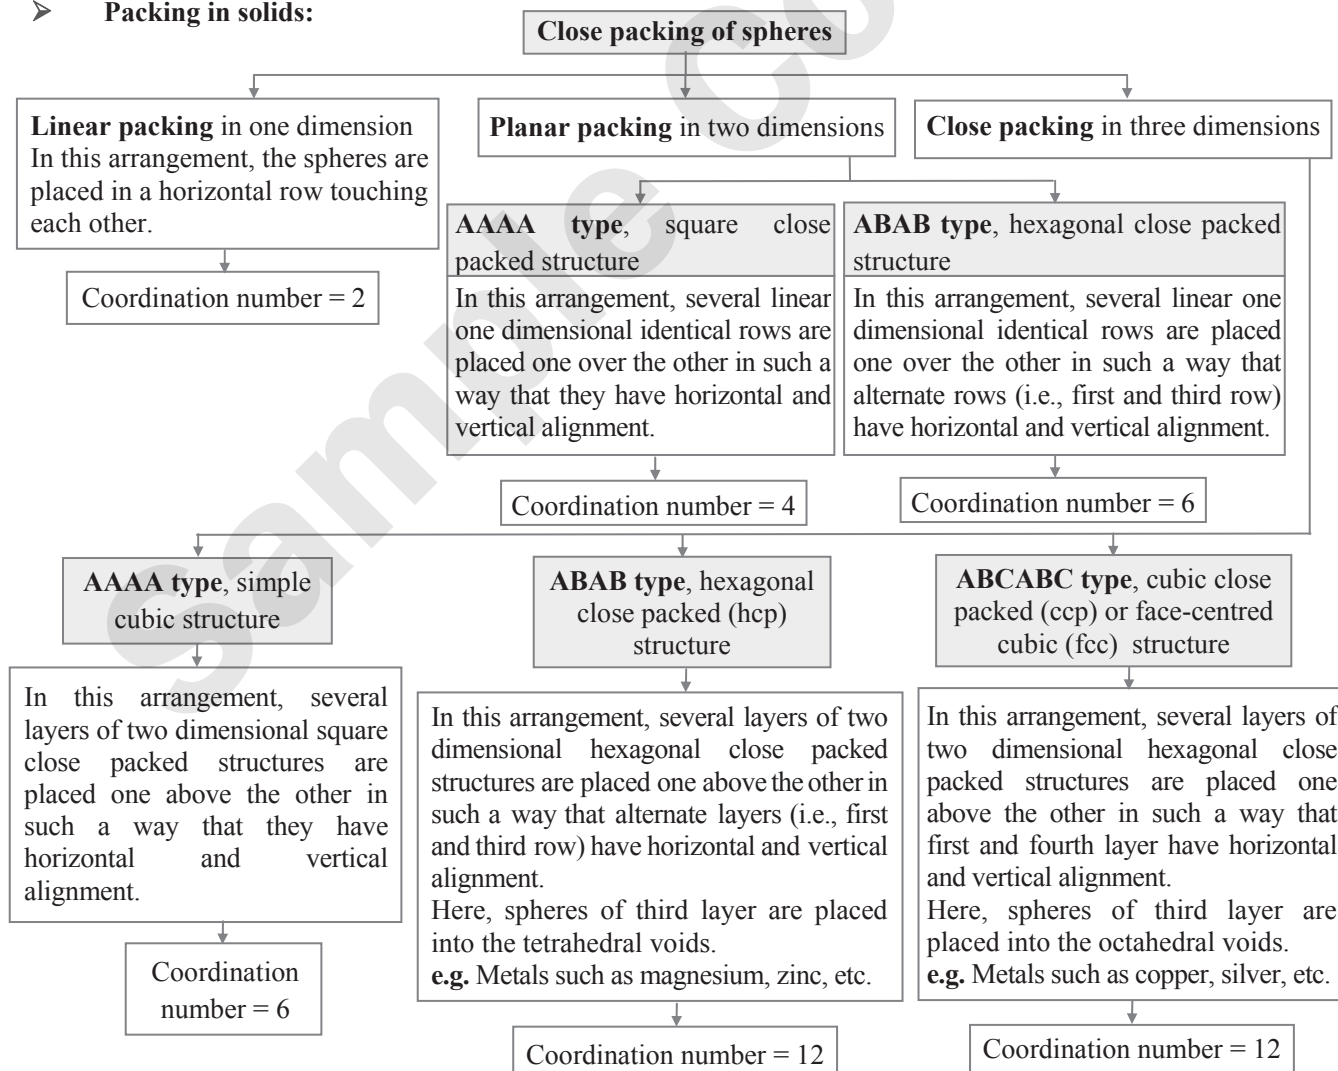 ➢ Packing in solids:
Close packing of spheres
Linear packing in one dimension
In this arrangement, the spheres are
placed in a horizontal row touching
each other.
Coordination number = 2
Planar packing in two dimensions
Close packing in three dimensions
AAAA type, square close
packed structure
In this arrangement, several linear
one dimensional identical rows are
placed one over the other in such a
way that they have horizontal and
vertical alignment.
Coordination number = 4
ABAB type, hexagonal close packed
structure
In this arrangement, several linear one
dimensional identical rows are placed
one over the other in such a way that
alternate rows (i.e., first and third row)
have horizontal and vertical alignment.
Coordination number = 6
AAAA type, simple
cubic structure
In this arrangement, several
layers of two dimensional square
close packed structures are
placed one above the other in
such a way that they have
horizontal and vertical
alignment.
Coordination
number = 6
ABAB type, hexagonal
close packed (hcp)
structure
In this arrangement, several layers of two
dimensional hexagonal close packed
structures are placed one above the other in
such a way that alternate layers (i.e., first
and third row) have horizontal and vertical
alignment.
Here, spheres of third layer are placed
into the tetrahedral voids.
e.g. Metals such as magnesium, zinc, etc.
Coordination number = 12
ABCABC type, cubic close
packed (ccp) or face-centred
cubic (fcc) structure
In this arrangement, several layers of
two dimensional hexagonal close
packed structures are placed one
above the other in such a way that
first and fourth layer have horizontal
and vertical alignment.
Here, spheres of third layer are
placed into the octahedral voids.
e.g. Metals such as copper, silver, etc.
Coordination number = 12
Sample Co